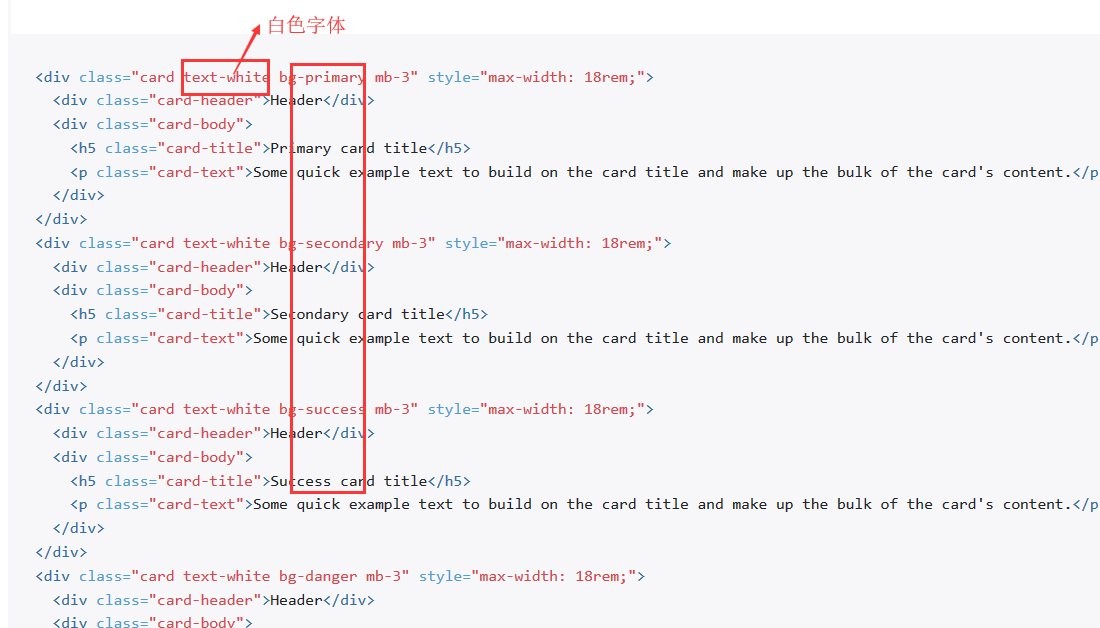 白色字体
<div class="card text-white bg-primary mb-3" style="max-width: 18rem;">
<div class="card-header">Header</div>
<div class="card-body">
<h5 class="card-title">Primary card title</h5>
<p class="card-text">Some quick example text to build on the card title and make up the bulk of the card's content.</p
</div>
</div>
<div class="card text-white bg-secondary mb-3" style="max-width: 18rem;">
<div class="card-header">Header</div>
<div class="card-body">
<h5 class="card-title">Secondary card title</h5>
<p class="card-text">Some quick example text to build on the card title and make up the bulk of the card's content.</p
</div>
</div>
<div class="card text-white bg-success mb-3" style="max-width: 18rem;">
<div class="card-header">Header</div>
<div class="card-body">
<h5 class="card-title">Success card title</h5>
<p class="card-text">Some quick example text to build on the card title and make up the bulk of the card's content.</p
</div>
</div>
<div class="card text-white bg-danger mb-3" style="max-width: 18rem;">
<div class="card-header">Header</div>
<div class="card-body">